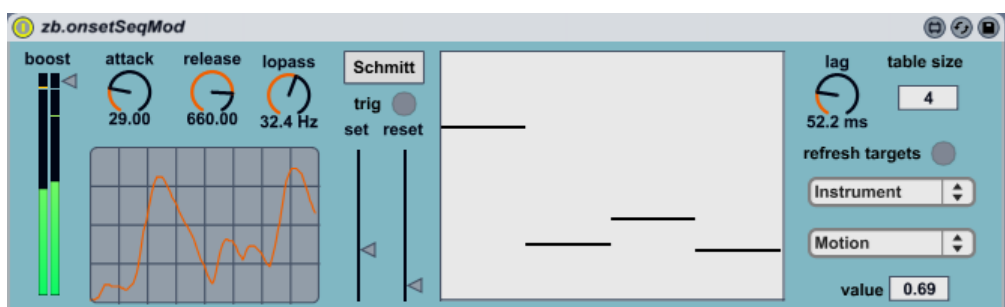 zb.onsetSeqMod
boost attack release lopass
29.00 660.00 32.4 Hz
Schmitt
trig
set reset
lag table size
52.2 ms 4
refresh targets
Instrument
Motion
value 0.69